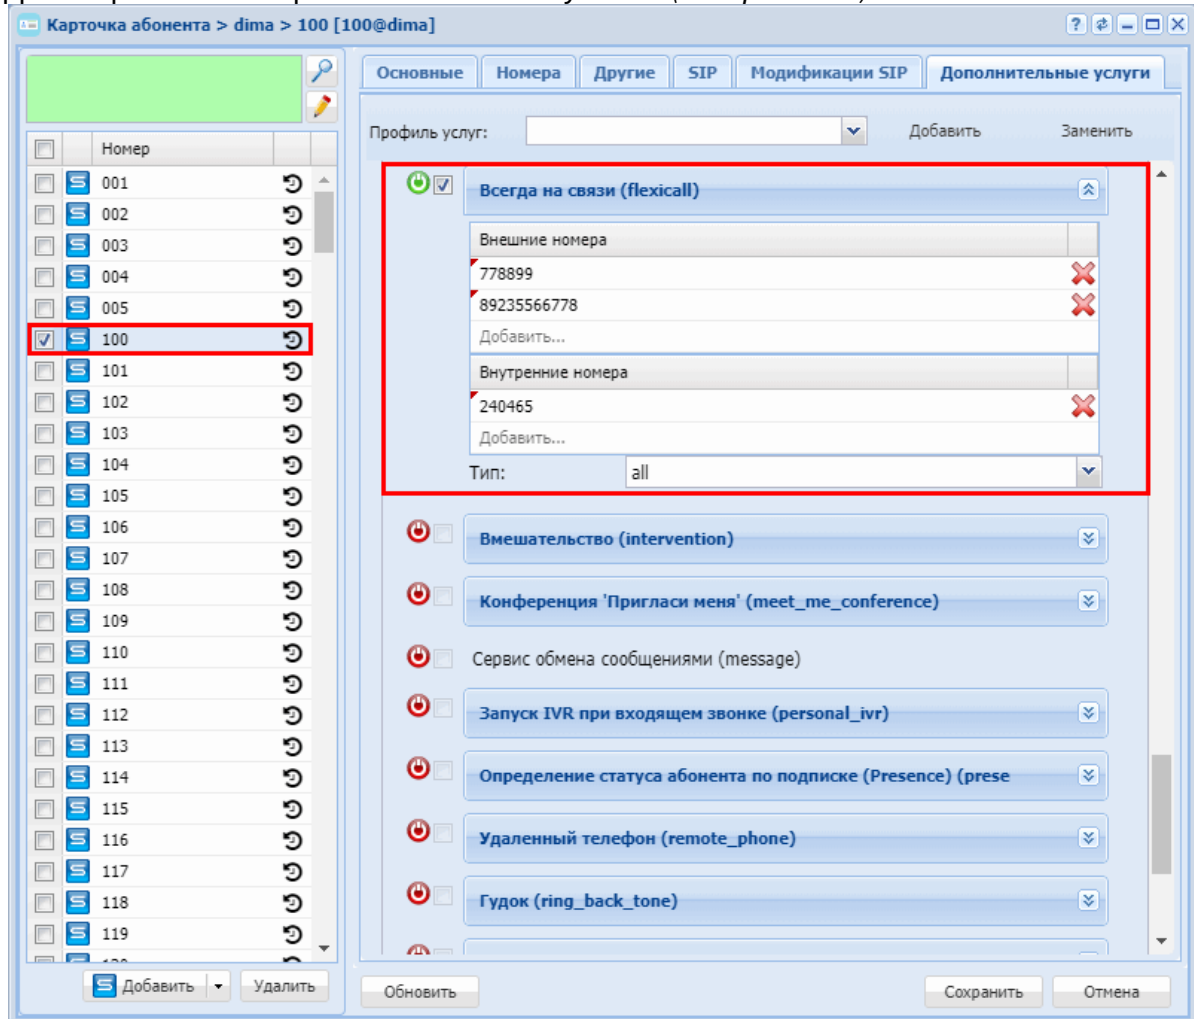 Карточка абонента > dima > 100 [100@dima]
Основные Номера Другие SIP Модификации SIP Дополнительные услуги
Профиль услуг: Добавить Заменить
Номер
001
002
003
004
005
100
101
102
103
104
105
106
107
108
109
110
111
112
113
114
115
116
117
118
119
Добавить Удалить
Всегда на связи (flexicall)
Внешние номера
778899
89235566778
Добавить...
Внутренние номера
240465
Добавить...
Тип: all
Вмешательство (intervention)
Конференция 'Пригласи меня' (meet_me_conference)
Сервис обмена сообщениями (message)
Запуск IVR при входящем звонке (personal_ivr)
Определение статуса абонента по подписке (Presence) (prese
Удаленный телефон (remote_phone)
Гудок (ring_back_tone)
Обновить Сохранить Отмена